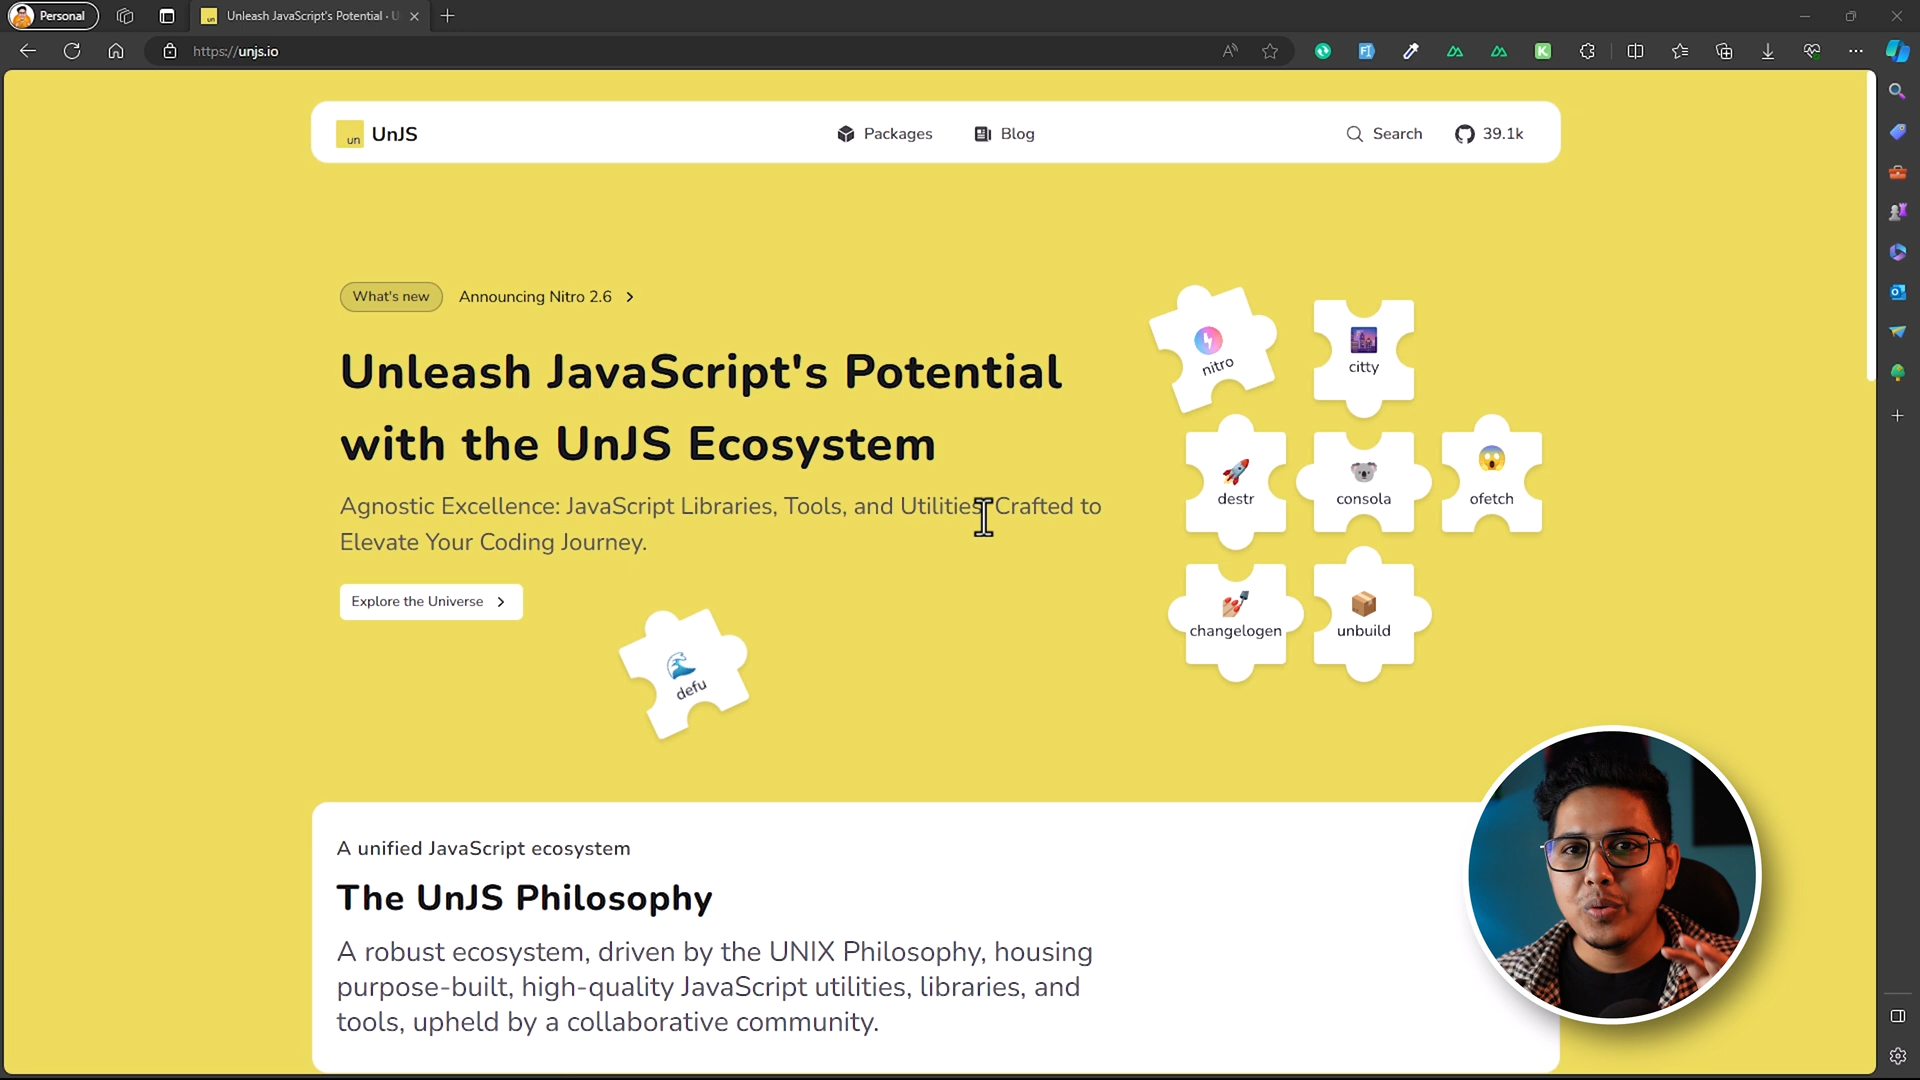 Personal
Unleash JavaScript's Potential · U
https://unjs.io
un
UnJS
Packages
Blog
Search
39.1k
What's new
Announcing Nitro 2.6
Unleash JavaScript's Potential
with the UnJS Ecosystem
Agnostic Excellence: JavaScript Libraries, Tools, and Utilities, Crafted to
Elevate Your Coding Journey.
Explore the Universe
nitro
citty
destr
consola
ofetch
changelogen
unbuild
defu
A unified JavaScript ecosystem
The UnJS Philosophy
A robust ecosystem, driven by the UNIX Philosophy, housing
purpose-built, high-quality JavaScript utilities, libraries, and
tools, upheld by a collaborative community.